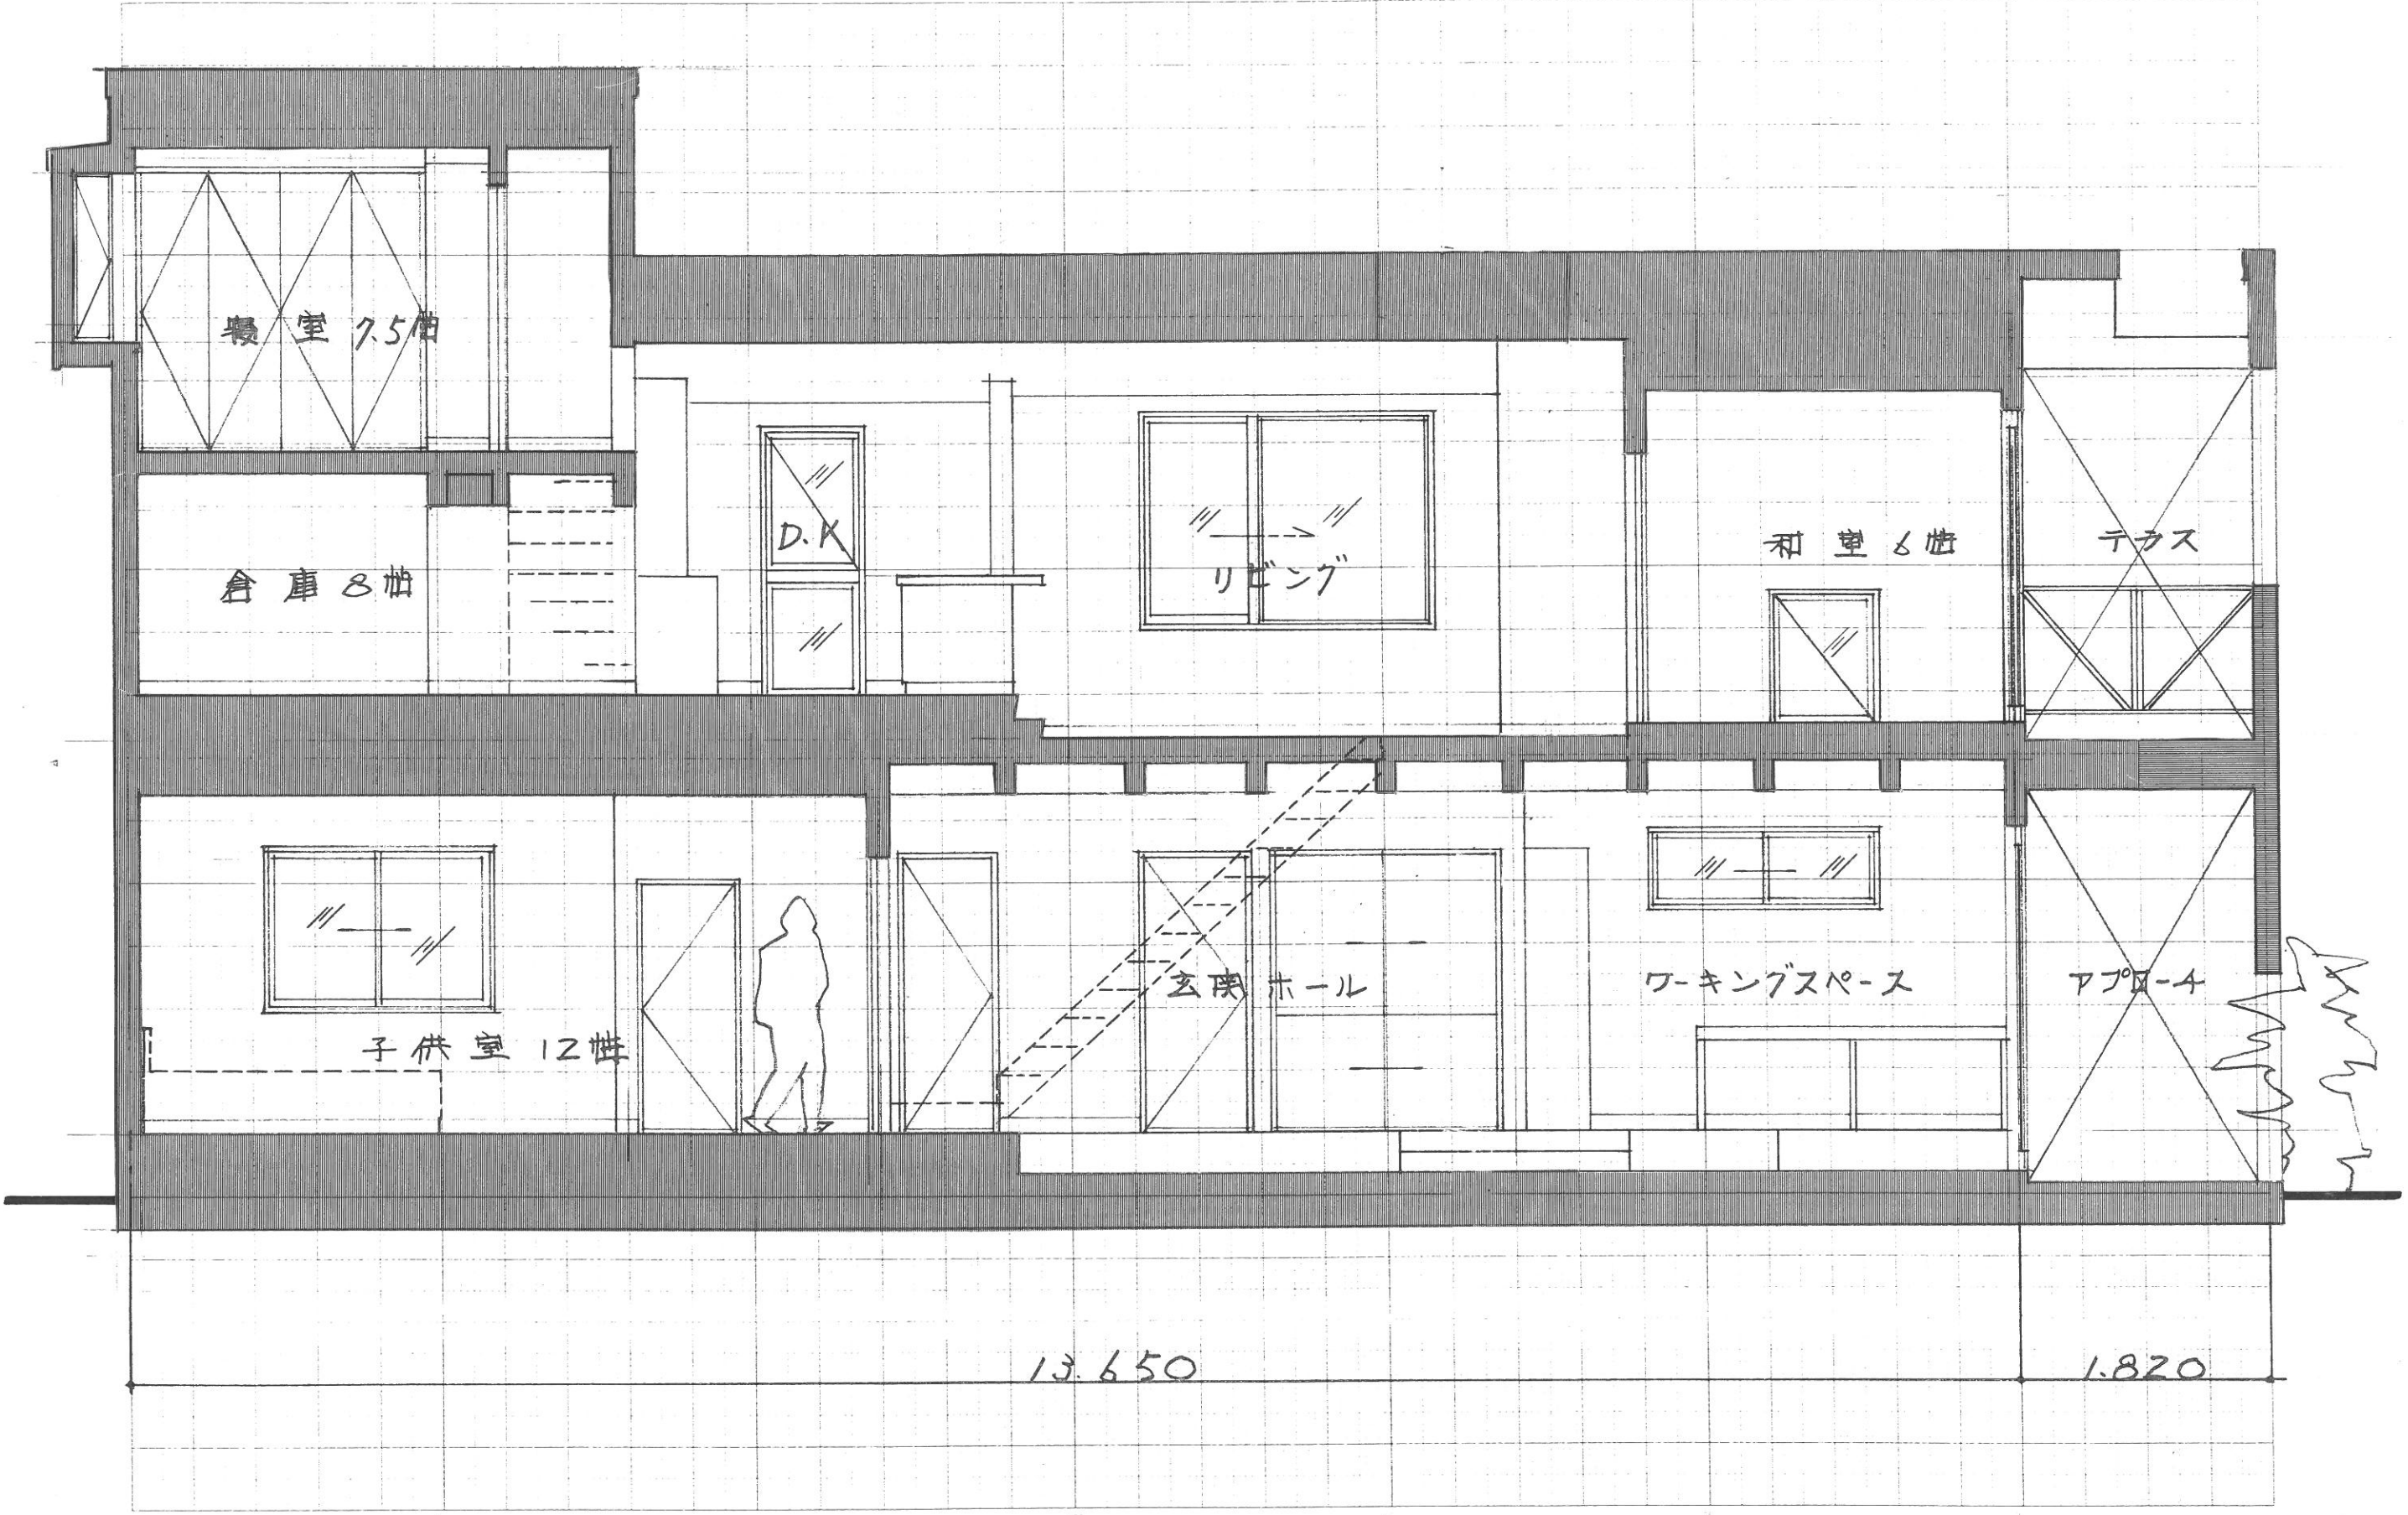 寝室 7.5帖
D.K
リビング
和室 6帖
テラス
倉庫 8帖
子供室 12帖
玄関ホール
ワーキングスペース
アプローチ
13.650
1.820